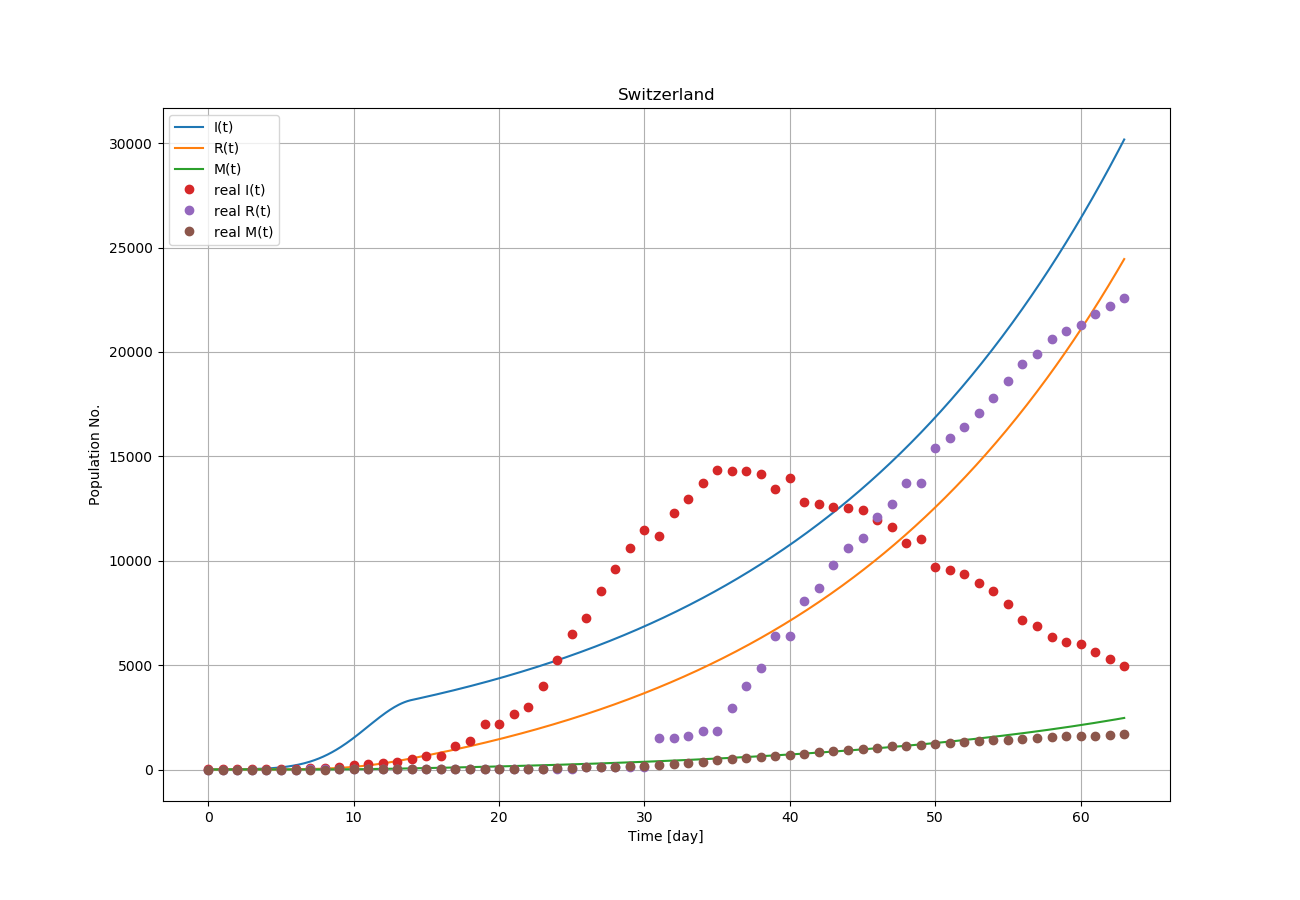 Switzerland
I(t)
R(t)
M(t)
real I(t)
real R(t)
real M(t)
30000
25000
20000
15000
10000
5000
0
Population No.
0 10 20 30 40 50 60
Time [day]